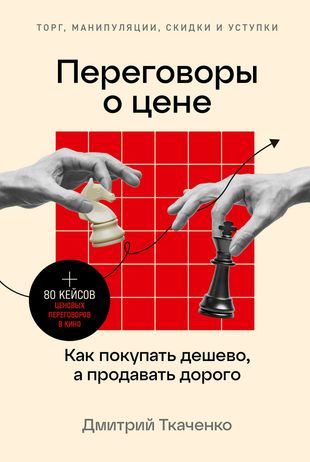 ТОРГ, МАНИПУЛЯЦИИ, СКИДКИ И УСТУПКИ
Переговоры
о цене
+
80 КЕЙСОВ
ЦЕНОВЫХ
ПЕРЕГОВОРОВ
В КИНО
Как покупать дешево,
а продавать дорого
Дмитрий Ткаченко